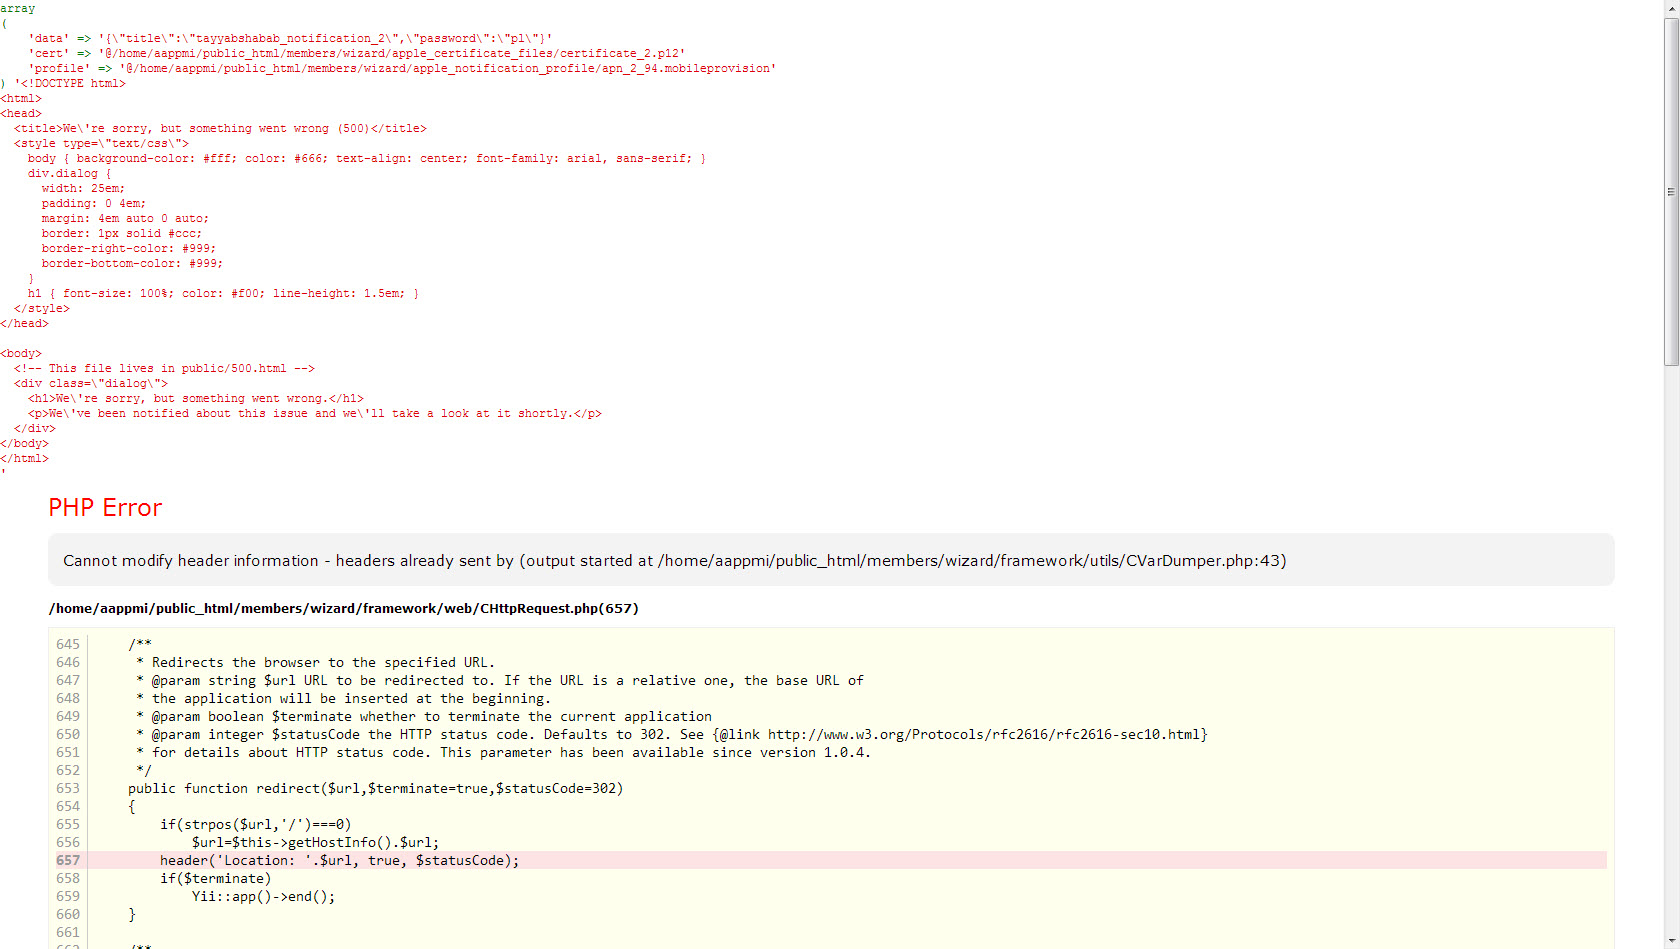 array
(
    'data' => '{\"title\":\"tayyabshabab_notification_2\",\"password\":\"pl\"}'
    'cert' => '@/home/aappmi/public_html/members/wizard/apple_certificate_files/certificate_2.p12'
    'profile' => '@/home/aappmi/public_html/members/wizard/apple_notification_profile/apn_2_94.mobileprovision'
) '<!DOCTYPE html>
<html>
<head>
  <title>We\'re sorry, but something went wrong (500)</title>
  <style type=\"text/css\">
    body { background-color: #fff; color: #666; text-align: center; font-family: arial, sans-serif; }
    div.dialog {
      width: 25em;
      padding: 0 4em;
      margin: 4em auto 0 auto;
      border: 1px solid #ccc;
      border-right-color: #999;
      border-bottom-color: #999;
    }
    h1 { font-size: 100%; color: #f00; line-height: 1.5em; }
  </style>
</head>

<body>
  <!-- This file lives in public/500.html -->
  <div class=\"dialog\">
    <h1>We\'re sorry, but something went wrong.</h1>
    <p>We\'ve been notified about this issue and we\'ll take a look at it shortly.</p>
  </div>
</body>
</html>
'
PHP Error
Cannot modify header information - headers already sent by (output started at /home/aappmi/public_html/members/wizard/framework/utils/CVarDumper.php:43)
/home/aappmi/public_html/members/wizard/framework/web/CHttpRequest.php(657)
645     /**
646      * Redirects the browser to the specified URL.
647      * @param string $url URL to be redirected to. If the URL is a relative one, the base URL of
648      * the application will be inserted at the beginning.
649      * @param boolean $terminate whether to terminate the current application
650      * @param integer $statusCode the HTTP status code. Defaults to 302. See {@link http://www.w3.org/Protocols/rfc2616/rfc2616-sec10.html}
651      * for details about HTTP status code. This parameter has been available since version 1.0.4.
652      */
653     public function redirect($url,$terminate=true,$statusCode=302)
654     {
655         if(strpos($url,'/')===0)
656             $url=$this->getHostInfo().$url;
657         header('Location: '.$url, true, $statusCode);
658         if($terminate)
659             Yii::app()->end();
660     }
661
662     /**